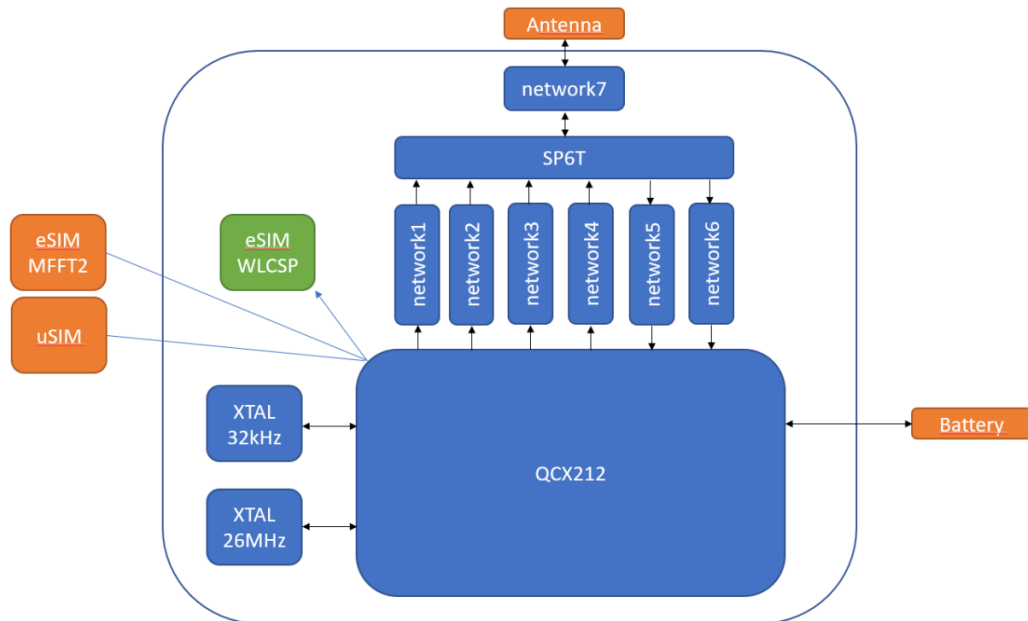 Antenna
network7
SP6T
network1
network2
network3
network4
network5
network6
eSIM
MFFT2
eSIM
WLCSP
uSIM
XTAL
32kHz
Battery
QCX212
XTAL
26MHz